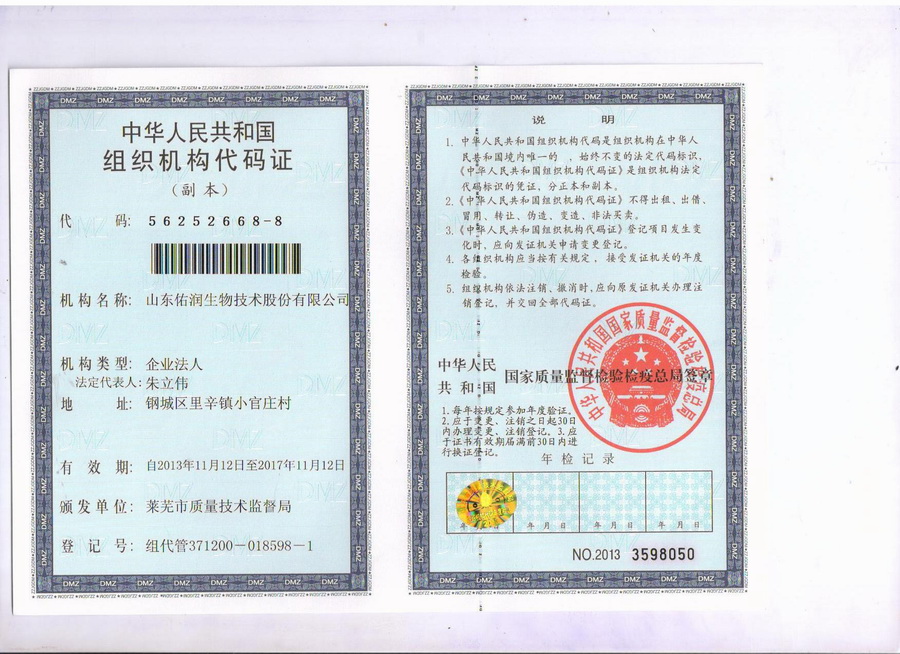 中华人民共和国
组织机构代码证
（副本）
代 码: 56252668-8
机构名称: 山东佑润生物技术股份有限公司
机构类型: 企业法人
法定代表人: 朱立伟
地 址: 钢城区里辛镇小官庄村
有 效 期: 自2013年11月12日至2017年11月12日
颁发单位: 莱芜市质量技术监督局
登 记 号: 组代管371200—018598—1
说 明
1. 中华人民共和国组织机构代码是组织机构在中华人
民共和国境内唯一的 、始终不变的法定代码标识，
《中华人民共和国组织机构代码证》是组织机构法定
代码标识的凭证，分正本和副本。
2.《中华人民共和国组织机构代码证》不得出租、出借、
冒用、转让、伪造、变造、非法买卖。
3.《中华人民共和国组织机构代码证》登记项目发生变
化时，应向发证机关申请变更登记。
4. 各组织机构应当按有关规定，接受发证机关的年度
检验。
5. 组织机构依法注销、撤消时，应向原发证机关办理注
销登记，并交回全部代码证。
中华人民
共和国
国家质量监督检验检疫总局签章
中华人民共和国国家质量监督检验检疫总局
1.每年按规定参加年度验证。
2.应于变更、注销之日起30日
内办理变更、注销登记。3.应
于证书有效期届满前30日内进
行换证登记。
年检记录
年 月 日 年 月 日 年 月 日
NO.2013 3598050